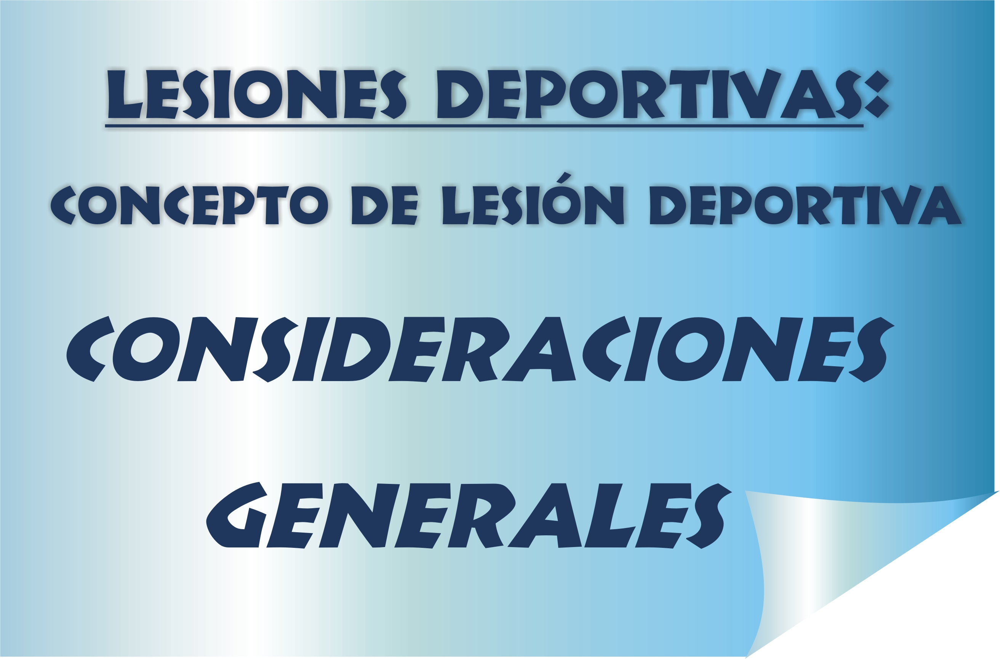 LESIONES DEPORTIVAS:
CONCEPTO DE LESIÓN DEPORTIVA
CONSIDERACIONES
GENERALES